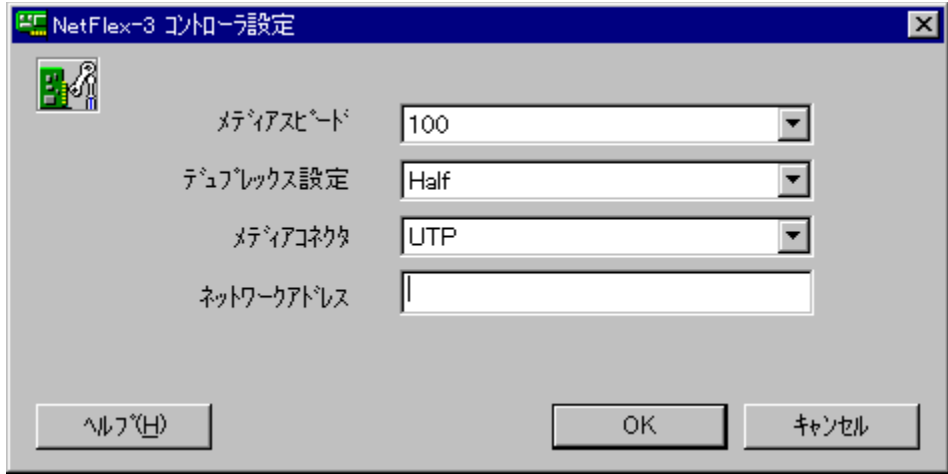 NetFlex-3 ｺﾝﾄﾛｰﾗ設定
ﾒﾃﾞｨｱｽﾋﾟｰﾄﾞ 100
ﾃﾞｭﾌﾟﾚｯｸｽ設定 Half
ﾒﾃﾞｨｱｺﾈｸﾀ UTP
ﾈｯﾄﾜｰｸｱﾄﾞﾚｽ
ﾍﾙﾌﾟ(H) OK ｷｬﾝｾﾙ